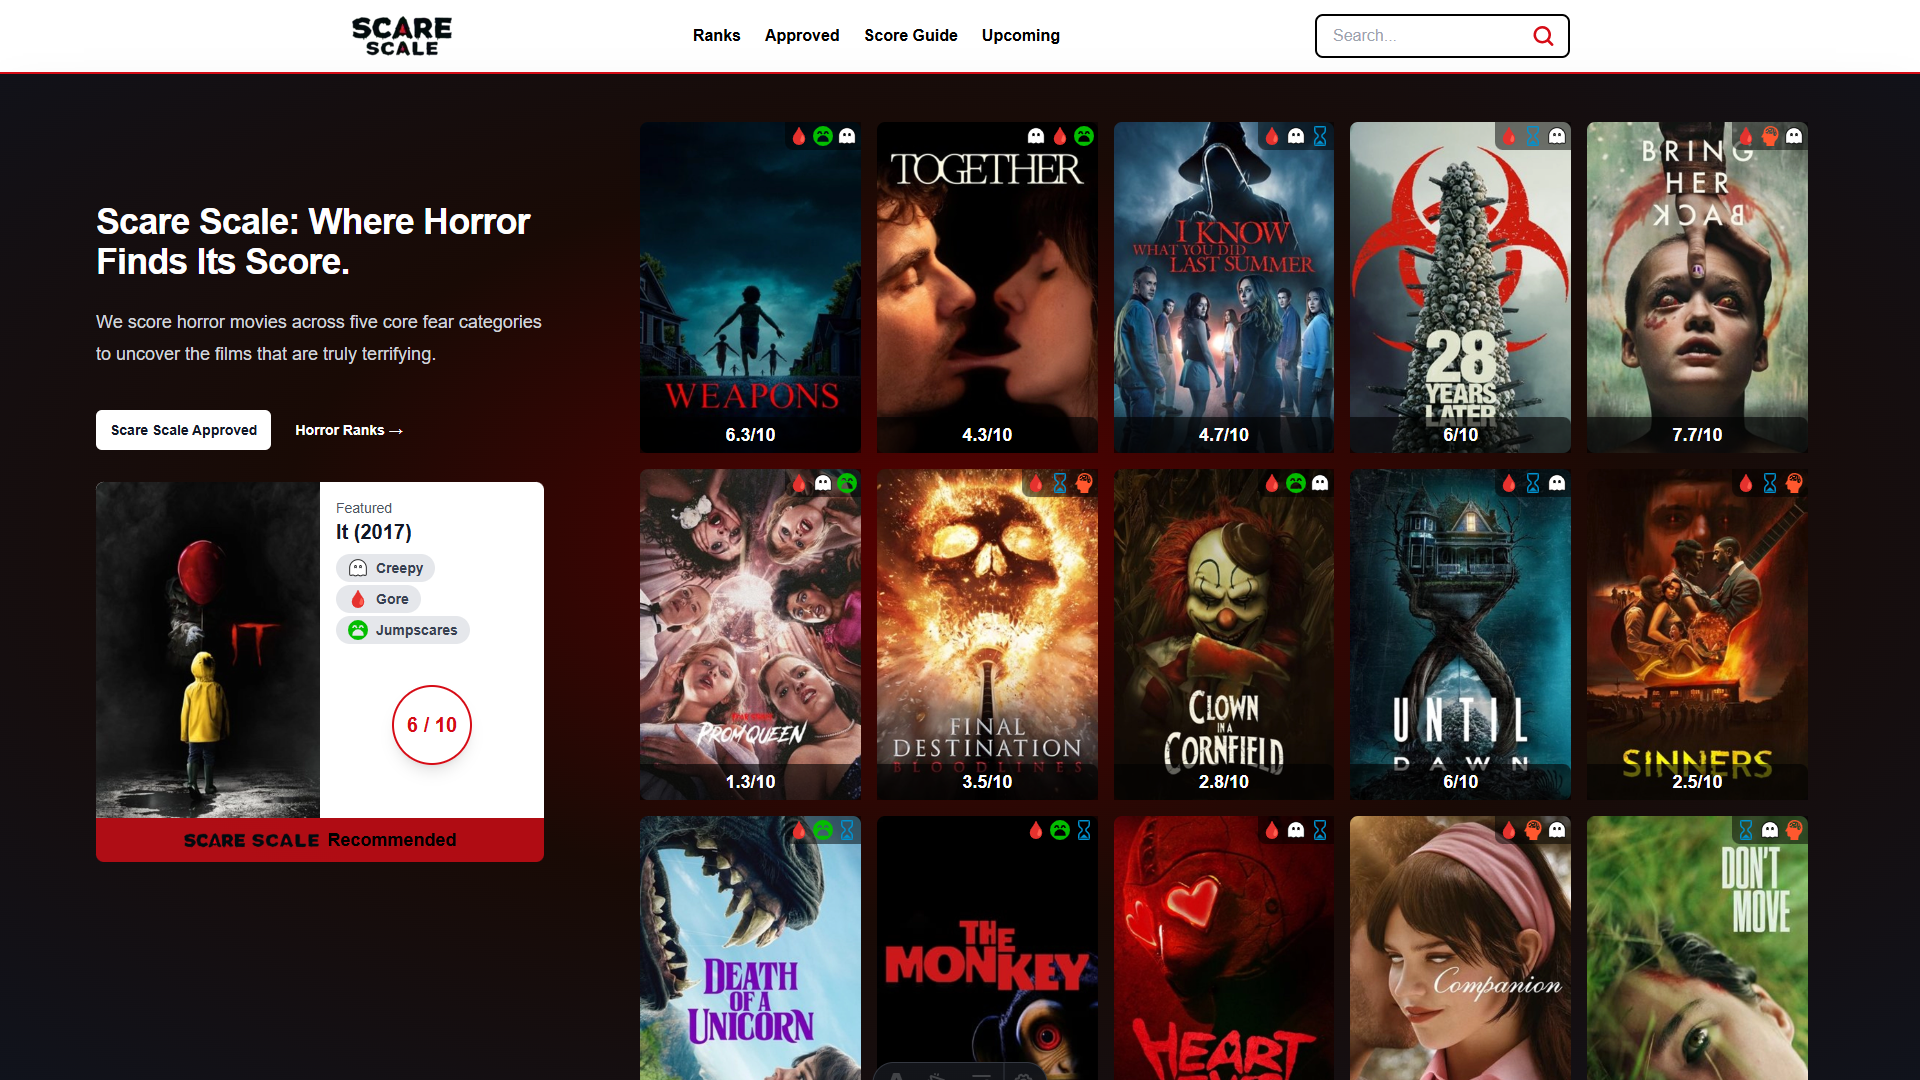 SCARE
SCALE
Ranks
Approved
Score Guide
Upcoming
Search...
Scare Scale: Where Horror
Finds Its Score.
We score horror movies across five core fear categories
to uncover the films that are truly terrifying.
Scare Scale Approved
Horror Ranks →
Featured
It (2017)
Creepy
Gore
Jumpscares
IT
6 / 10
SCARE SCALE Recommended
WEAPONS
6.3/10
TOGETHER
4.3/10
I KNOW
WHAT YOU DID
LAST SUMMER
4.7/10
28
YEARS
LATER
6/10
BRING
HER
BACK
7.7/10
FEAR STREET
PROM QUEEN
1.3/10
FINAL
DESTINATION
BLOODLINES
3.5/10
CLOWN
IN A
CORNFIELD
2.8/10
UNTIL
DAWN
6/10
SINNERS
2.5/10
DEATH
OF A
UNICORN
THE
MONKEY
HEART
Companion
DON'T
MOVE